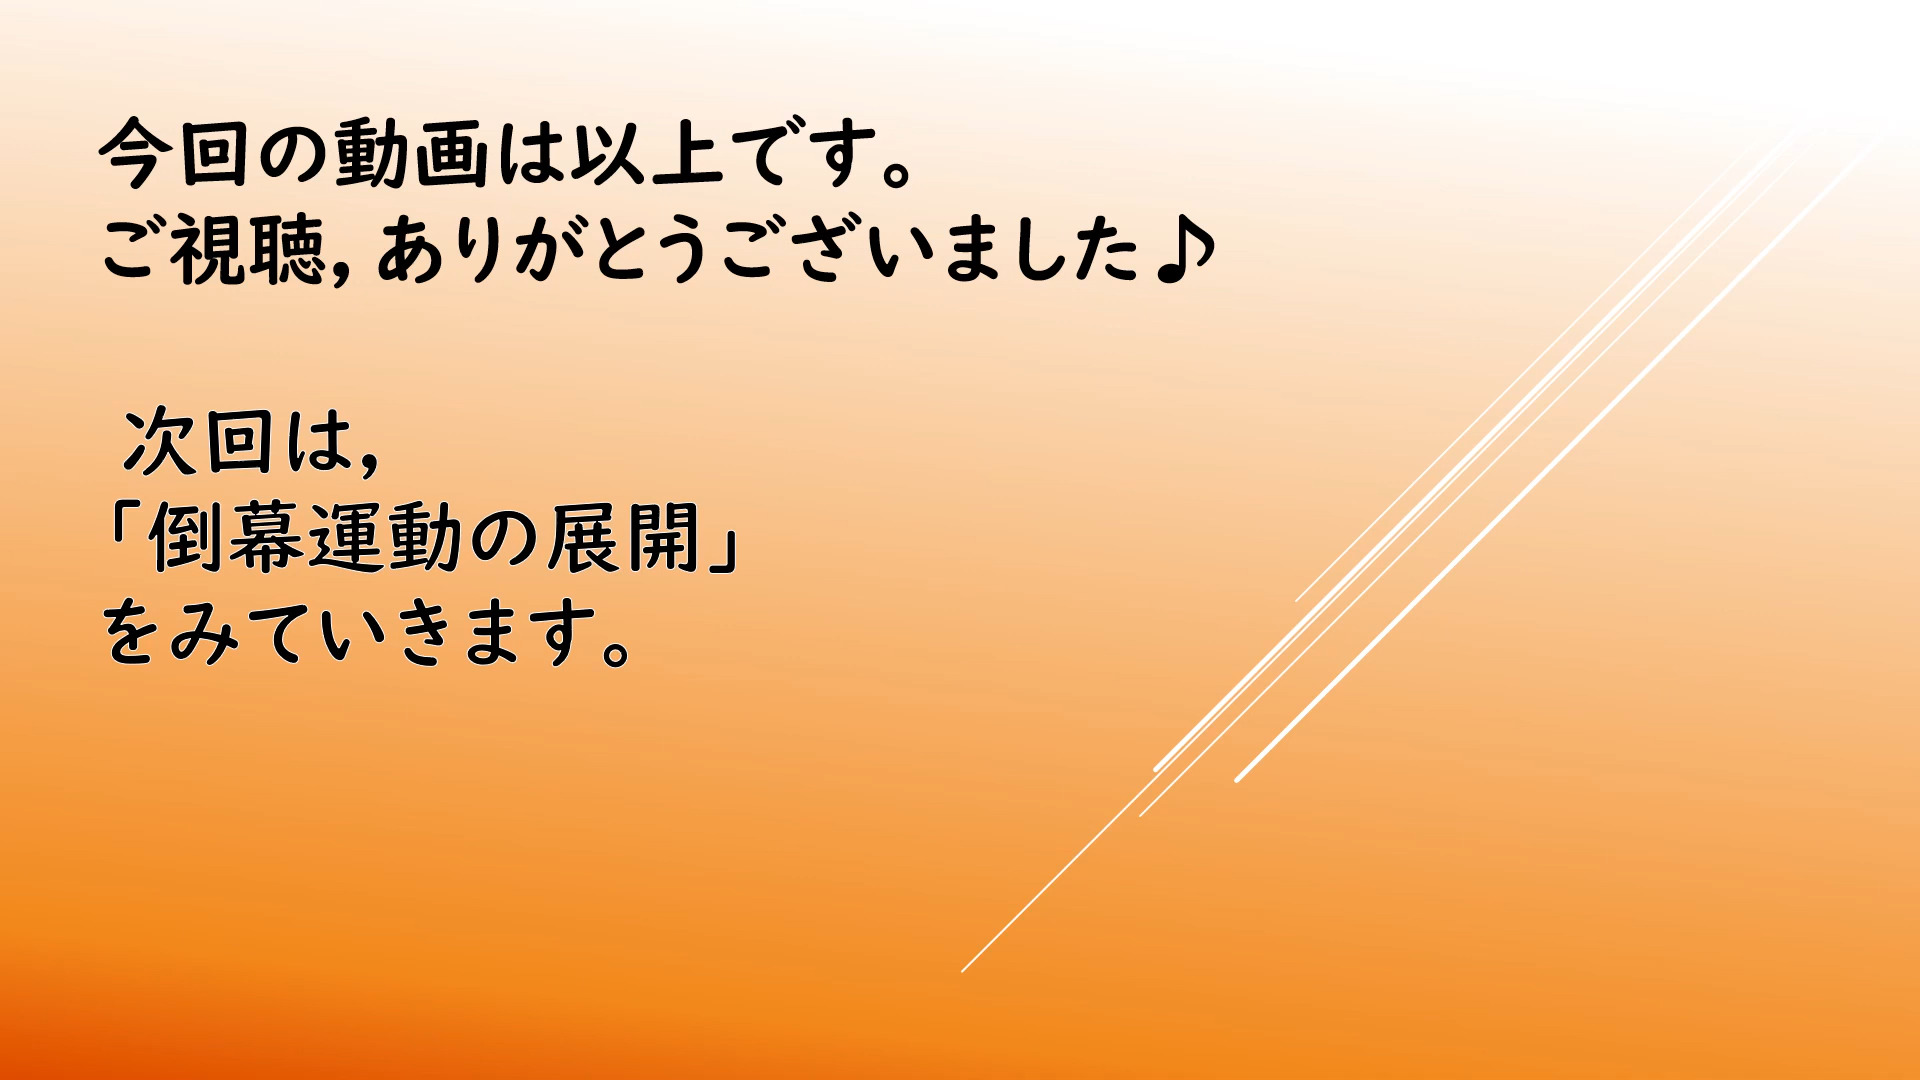 今回の動画は以上です。
ご視聴,ありがとうございました♪
次回は,
「倒幕運動の展開」
をみていきます。